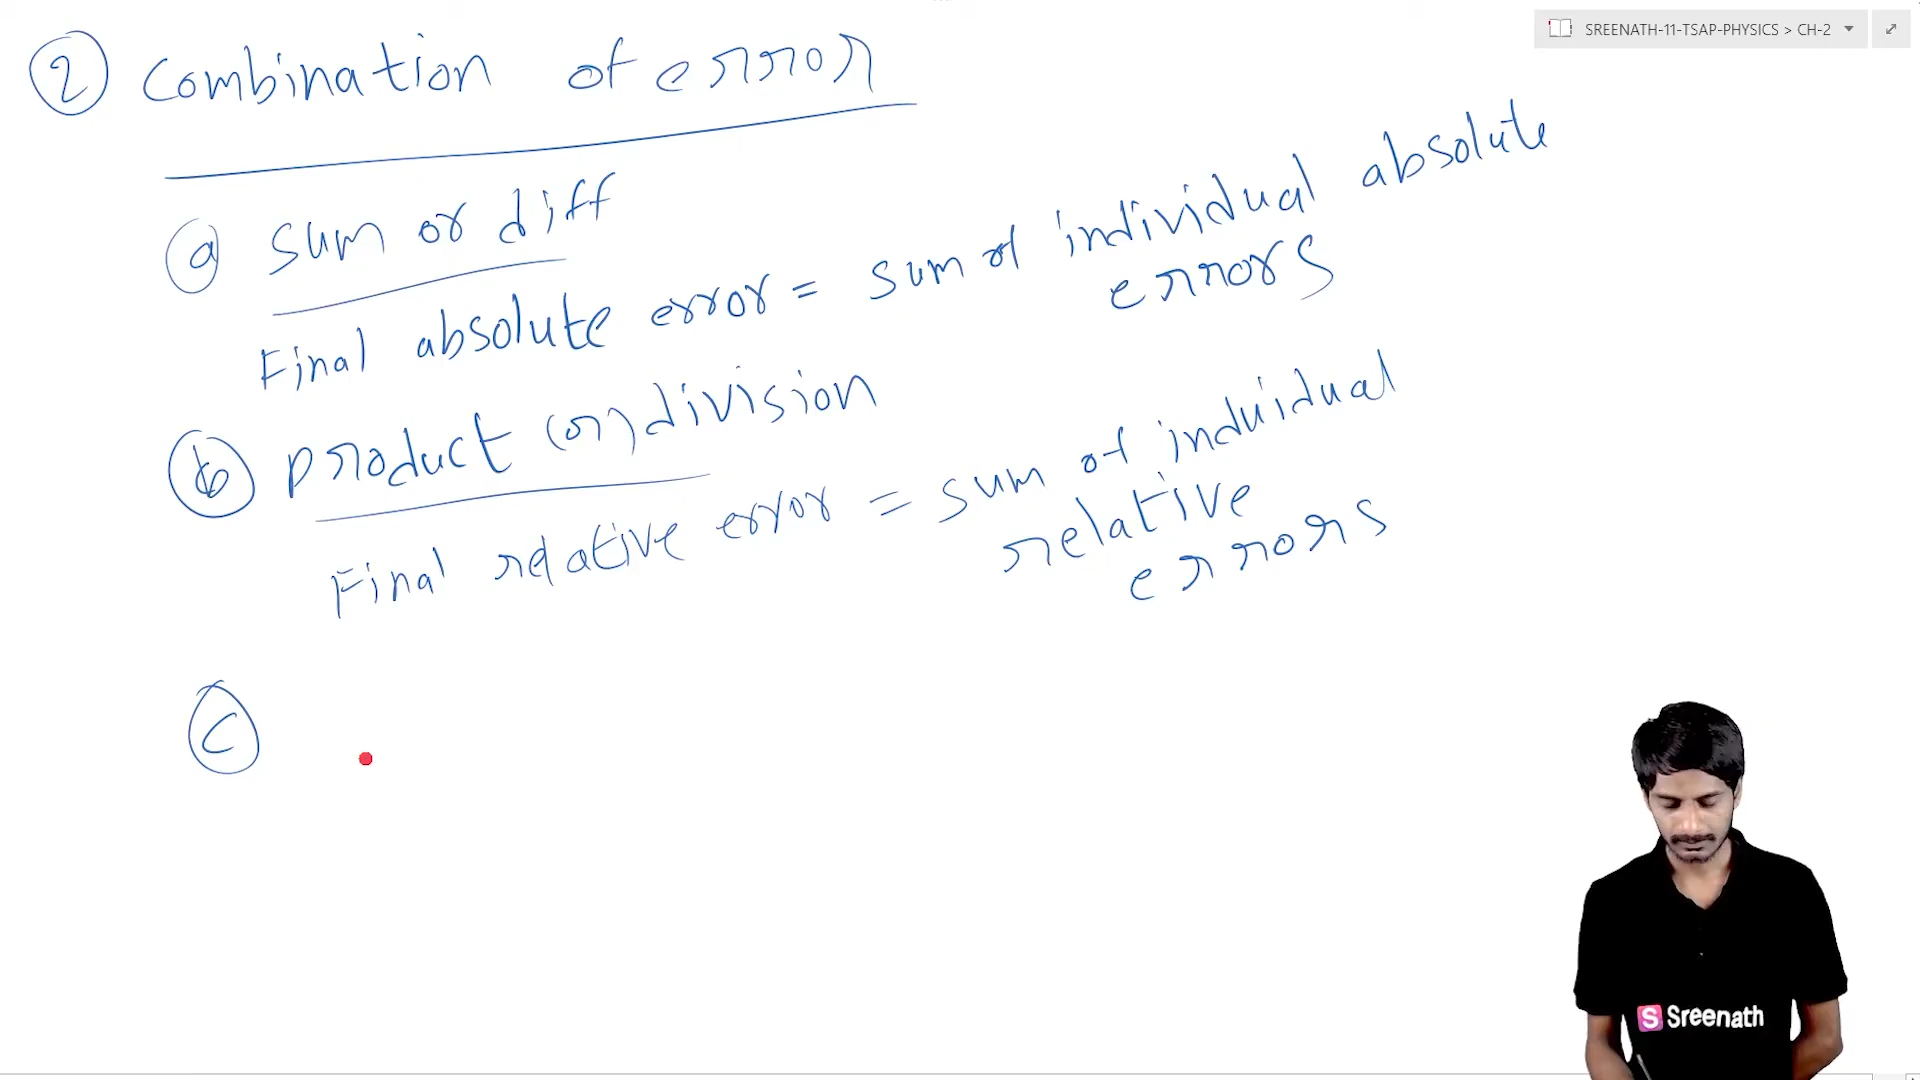 SREENATH-11-TSAP-PHYSICS > CH-2
② Combination of error
ⓐ sum or diff
Final absolute error = sum of individual absolute errors
ⓑ product (or) division
Final relative error = sum of individual relative errors
ⓒ
S Sreenath